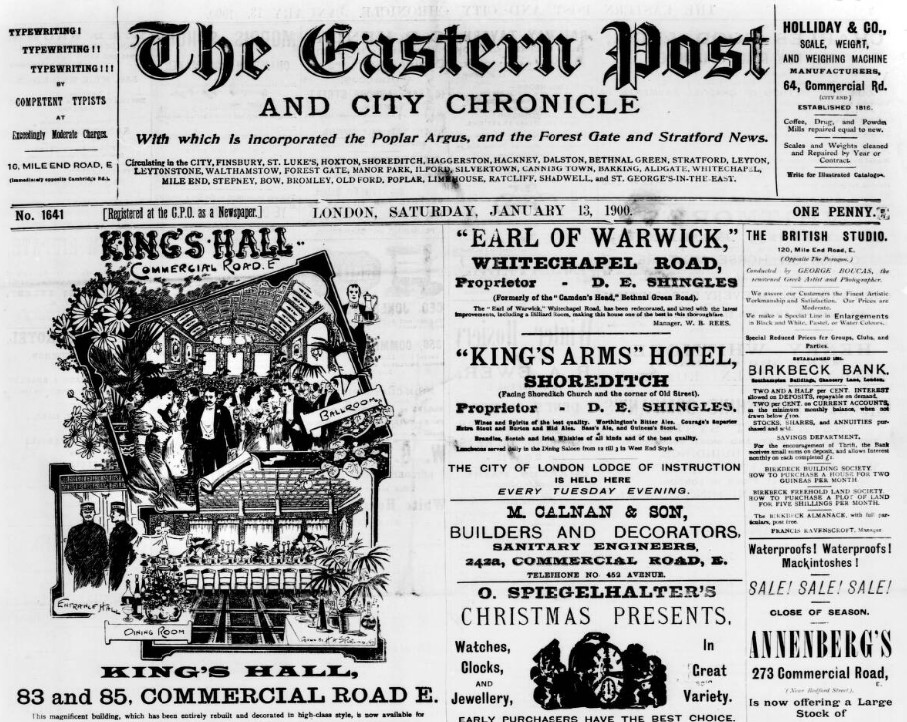 TYPEWRITING!
TYPEWRITING!!
TYPEWRITING!!!
BY
COMPETENT TYPISTS
AT
Exceedingly Moderate Charges.
10, MILE END ROAD, E
(Immediately opposite Cambridge Rd.).
The Eastern Post
AND CITY CHRONICLE
With which is incorporated the Poplar Argus, and the Forest Gate and Stratford News.
Circulating in the CITY, FINSBURY, ST. LUKE'S, HOXTON, SHOREDITCH, HAGGERSTON, HACKNEY, DALSTON, BETHNAL GREEN, STRATFORD, LEYTON,
LEYTONSTONE, WALTHAMSTOW, FOREST GATE, MANOR PARK, ILFORD, SILVERTOWN, CANNING TOWN, BARKING, ALDGATE, WHITECHAPEL,
MILE END, STEPNEY, BOW, BROMLEY, OLD FORD, POPLAR, LIMEHOUSE, RATCLIFF, SHADWELL, and ST. GEORGE'S-IN-THE-EAST.
HOLLIDAY & CO.,
SCALE, WEIGHT,
AND WEIGHING MACHINE
MANUFACTURERS,
64, Commercial Rd.
(CITY END)
ESTABLISHED 1816.
Coffee, Drug, and Powder
Mills repaired equal to new.
Scales and Weights cleaned
and Repaired by Year or
Contract.
Write for Illustrated Catalogue.
No. 1641
[Registered at the G.P.O. as a Newspaper.]
LONDON, SATURDAY, JANUARY 13, 1900.
ONE PENNY.
KING'S HALL
COMMERCIAL ROAD. E
BALLROOM
ENTRANCE HALL
DINING ROOM
KING'S HALL,
83 and 85, COMMERCIAL ROAD E.
This magnificent building, which has been entirely rebuilt and decorated in high-class style, is now available for
"EARL OF WARWICK,"
WHITECHAPEL ROAD,
Proprietor - D. E. SHINGLES
(Formerly of the "Camden's Head," Bethnal Green Road).
The "Earl of Warwick," Whitechapel Road, has been redecorated, and fitted with the latest
improvements, including a Billiard Room, making this house one of the best in this thoroughfare.
Manager, W. B. REES.
"KING'S ARMS" HOTEL,
SHOREDITCH
(Facing Shoreditch Church and the corner of Old Street).
Proprietor - D. E. SHINGLES.
Wines and Spirits of the best quality. Worthington's Bitter Ales. Courage's Superior
Extra Stout and Burton and Mild Ales. Bass's Ale, and Guinness's Stout.
Brandies, Scotch and Irish Whiskies of all kinds and of the best quality.
Luncheons served daily in the Dining Saloon from 12 till 3 in West End Style.
THE CITY OF LONDON LODGE OF INSTRUCTION
IS HELD HERE
EVERY TUESDAY EVENING.
M. CALNAN & SON,
BUILDERS AND DECORATORS,
SANITARY ENGINEERS,
242a, COMMERCIAL ROAD, E.
TELEPHONE NO 452 AVENUE.
O. SPIEGELHALTER'S
CHRISTMAS PRESENTS,
Watches,
Clocks,
AND
Jewellery,
In
Great
Variety.
EARLY PURCHASERS HAVE THE BEST CHOICE.
THE BRITISH STUDIO.
120, Mile End Road, E.
(Opposite The Paragon.)
Conducted by GEORGE BOUCAS, the
renowned Greek Artist and Photographer.
We assure our Customers the Finest Artistic
Workmanship and Satisfaction. Our Prices are
Moderate.
We make a Special Line in Enlargements
in Black and White, Pastel, or Water Colours.
Special Reduced Prices for Groups, Clubs, and
Parties.
ESTABLISHED 1851.
BIRKBECK BANK,
Southampton Buildings, Chancery Lane, London.
TWO AND A HALF per CENT. INTEREST
allowed on DEPOSITS, repayable on demand.
TWO per CENT. on CURRENT ACCOUNTS,
on the minimum monthly balance, when not
drawn below £100.
STOCKS, SHARES, and ANNUITIES pur-
chased and sold.
SAVINGS DEPARTMENT.
For the encouragement of Thrift, the Bank
receives small sums on deposit, and allows Interest
monthly on each completed £1.
BIRKBECK BUILDING SOCIETY
HOW TO PURCHASE A HOUSE FOR TWO
GUINEAS PER MONTH.
BIRKBECK FREEHOLD LAND SOCIETY
HOW TO PURCHASE A PLOT OF LAND
FOR FIVE SHILLINGS PER MONTH.
The BIRKBECK ALMANACK, with full par-
ticulars, post free.
FRANCIS RAVENSCROFT, Manager.
Waterproofs! Waterproofs!
Mackintoshes!
SALE! SALE! SALE!
CLOSE OF SEASON.
ANNENBERG'S
273 Commercial Road,
E.
(Near Bedford Street).
Is now offering a Large
Stock of